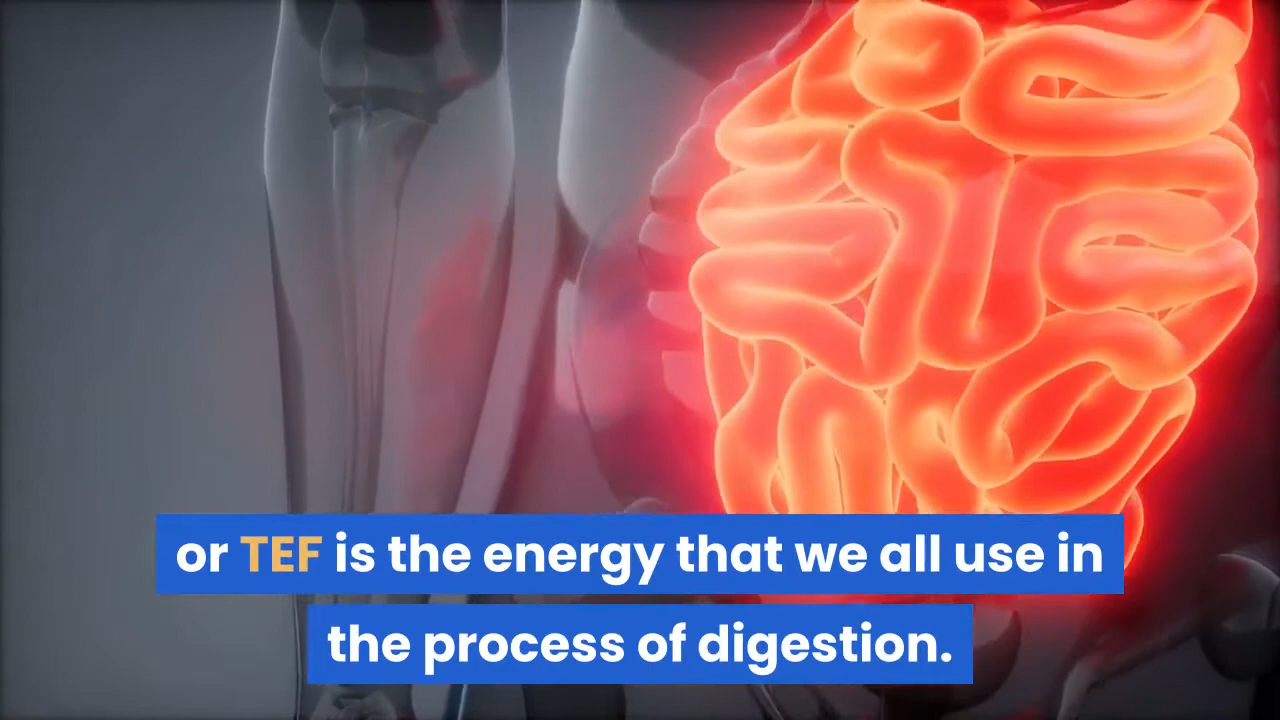 or TEF is the energy that we all use in
the process of digestion.